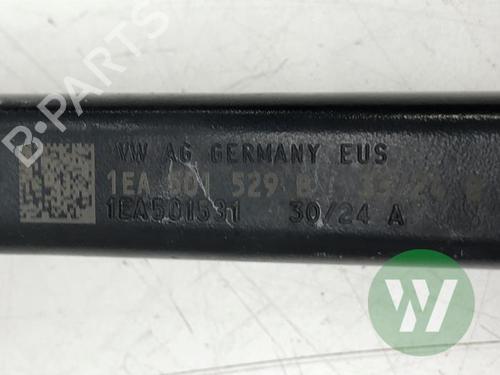 B-PARTS
VW AG GERMANY EUS
1EA 501 529 B
1EA501531 30/24 A
W